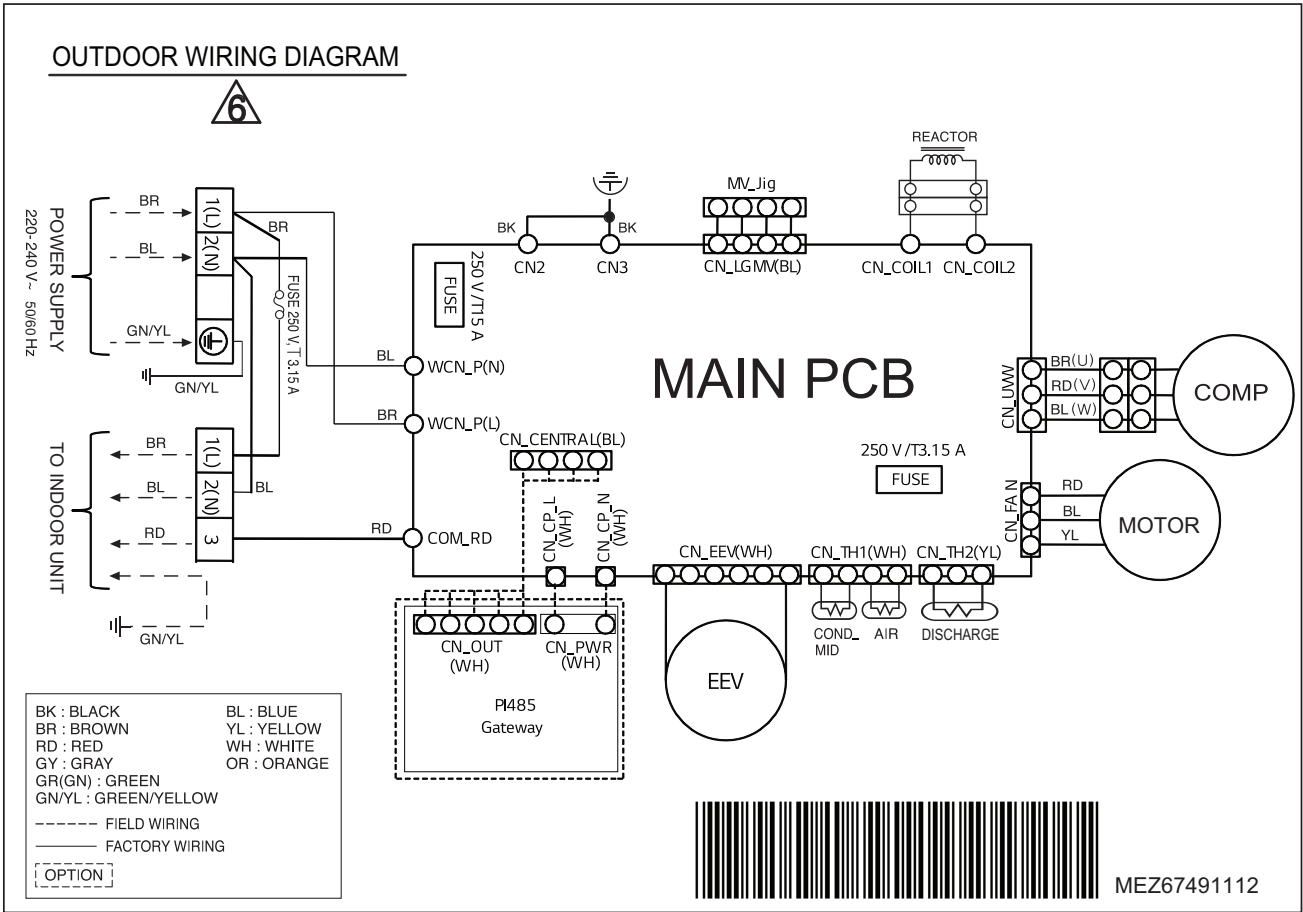 OUTDOOR WIRING DIAGRAM
6
POWER SUPPLY
220-240 V~ 50/60 Hz
BR
BL
GN/YL
1(L)
2(N)
BR
FUSE 250 V, T 3.15 A
GN/YL
TO INDOOR UNIT
BR
BL
RD
GN/YL
1(L)
2(N)
3
BL
RD
BL
BR
WCN_P(N)
WCN_P(L)
COM_RD
FUSE
250 V /T15 A
BK
BK
CN2
CN3
MV_Jig
CN_LGMV(BL)
REACTOR
CN_COIL1
CN_COIL2
MAIN PCB
CN_CENTRAL(BL)
CN_CP_L
(WH)
CN_CP_N
(WH)
250 V /T3.15 A
FUSE
CN_UVW
BR(U)
RD(V)
BL(W)
COMP
CN_FAN
RD
BL
YL
MOTOR
CN_EEV(WH)
CN_TH1(WH)
CN_TH2(YL)
EEV
COND_
MID
AIR
DISCHARGE
CN_OUT
(WH)
CN_PWR
(WH)
PI485
Gateway
BK : BLACK
BR : BROWN
RD : RED
GY : GRAY
GR(GN) : GREEN
GN/YL : GREEN/YELLOW
BL : BLUE
YL : YELLOW
WH : WHITE
OR : ORANGE
FIELD WIRING
FACTORY WIRING
OPTION
MEZ67491112